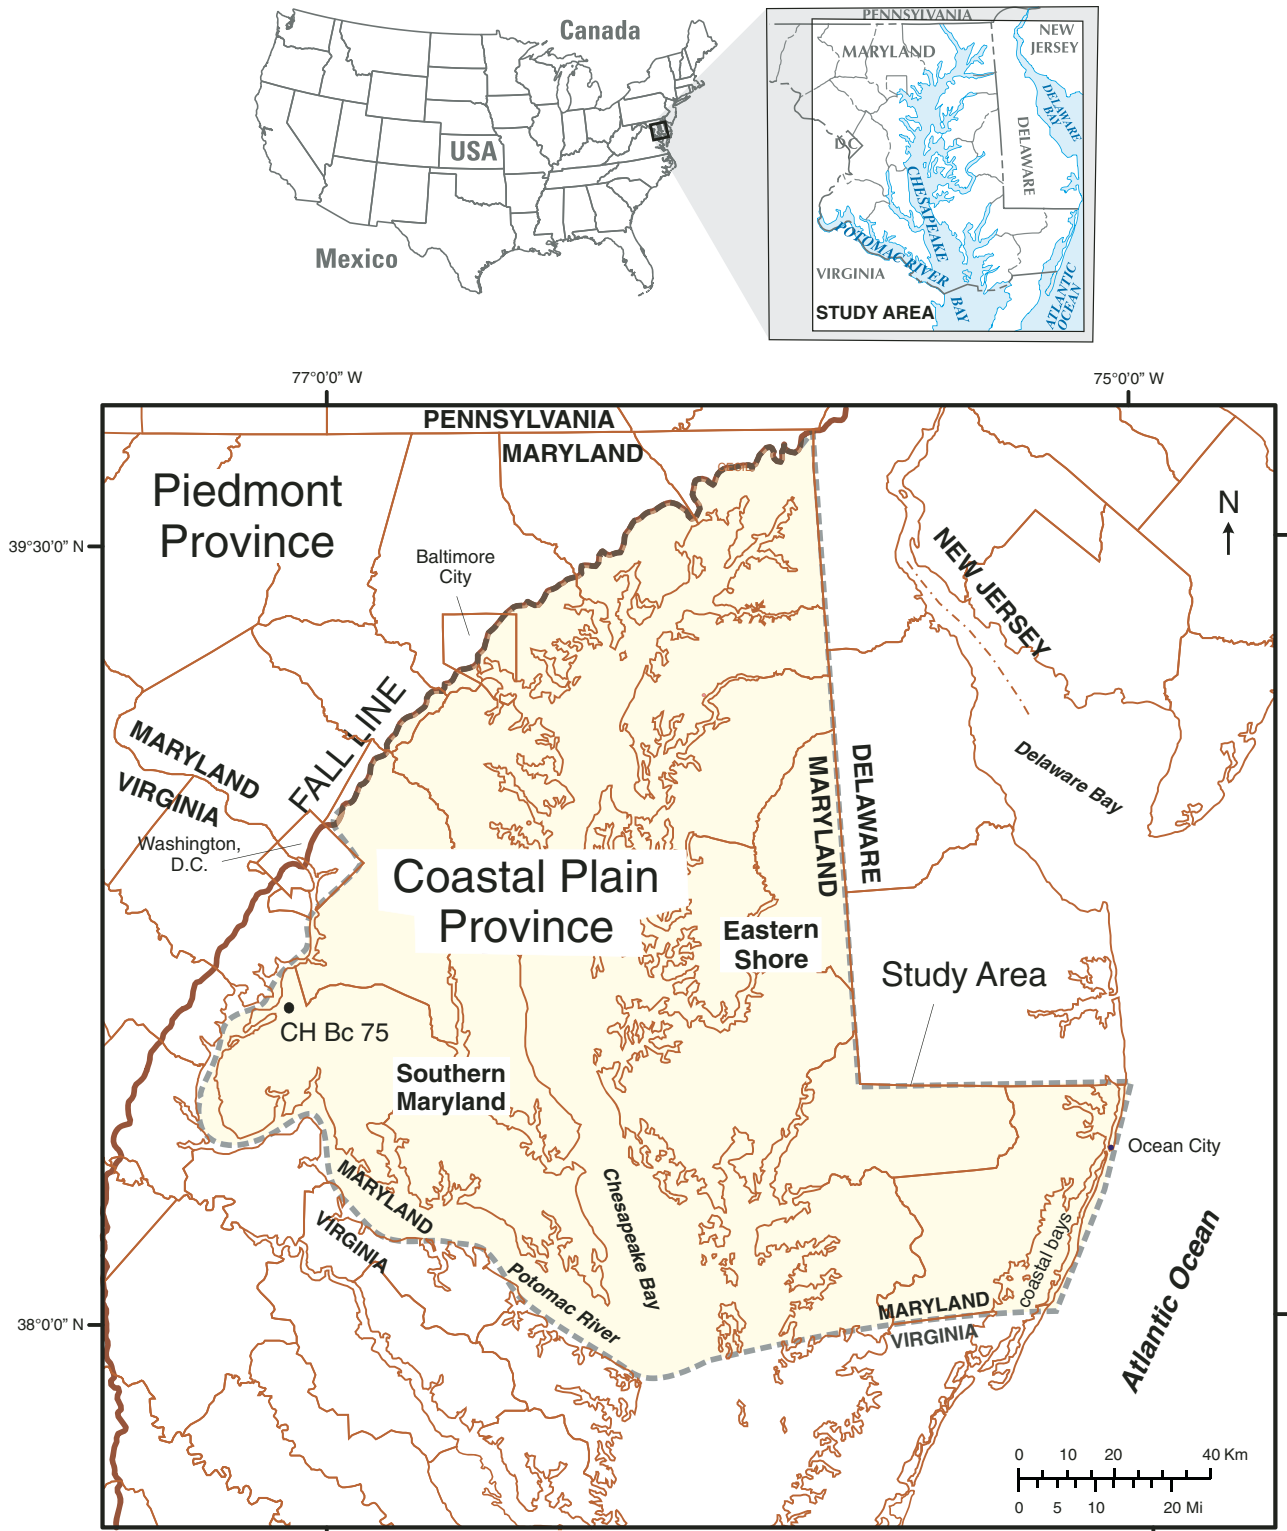 Canada
USA
Mexico
PENNSYLVANIA
MARYLAND
NEW
JERSEY
DELAWARE
BAY
D.C.
DELAWARE
CHESAPEAKE
BAY
POTOMAC RIVER
VIRGINIA
ATLANTIC
OCEAN
STUDY AREA
77°0'0" W
75°0'0" W
PENNSYLVANIA
MARYLAND
Piedmont
Province
N
39°30'0" N
Baltimore
City
NEW JERSEY
FALL LINE
MARYLAND
VIRGINIA
Delaware Bay
MARYLAND
DELAWARE
Washington,
D.C.
Coastal Plain
Province
Eastern
Shore
Study Area
CH Bc 75
Southern
Maryland
Ocean City
MARYLAND
VIRGINIA
Chesapeake Bay
coastal bays
Atlantic Ocean
Potomac River
MARYLAND
VIRGINIA
38°0'0" N
0 10 20 40 Km
0 5 10 20 Mi